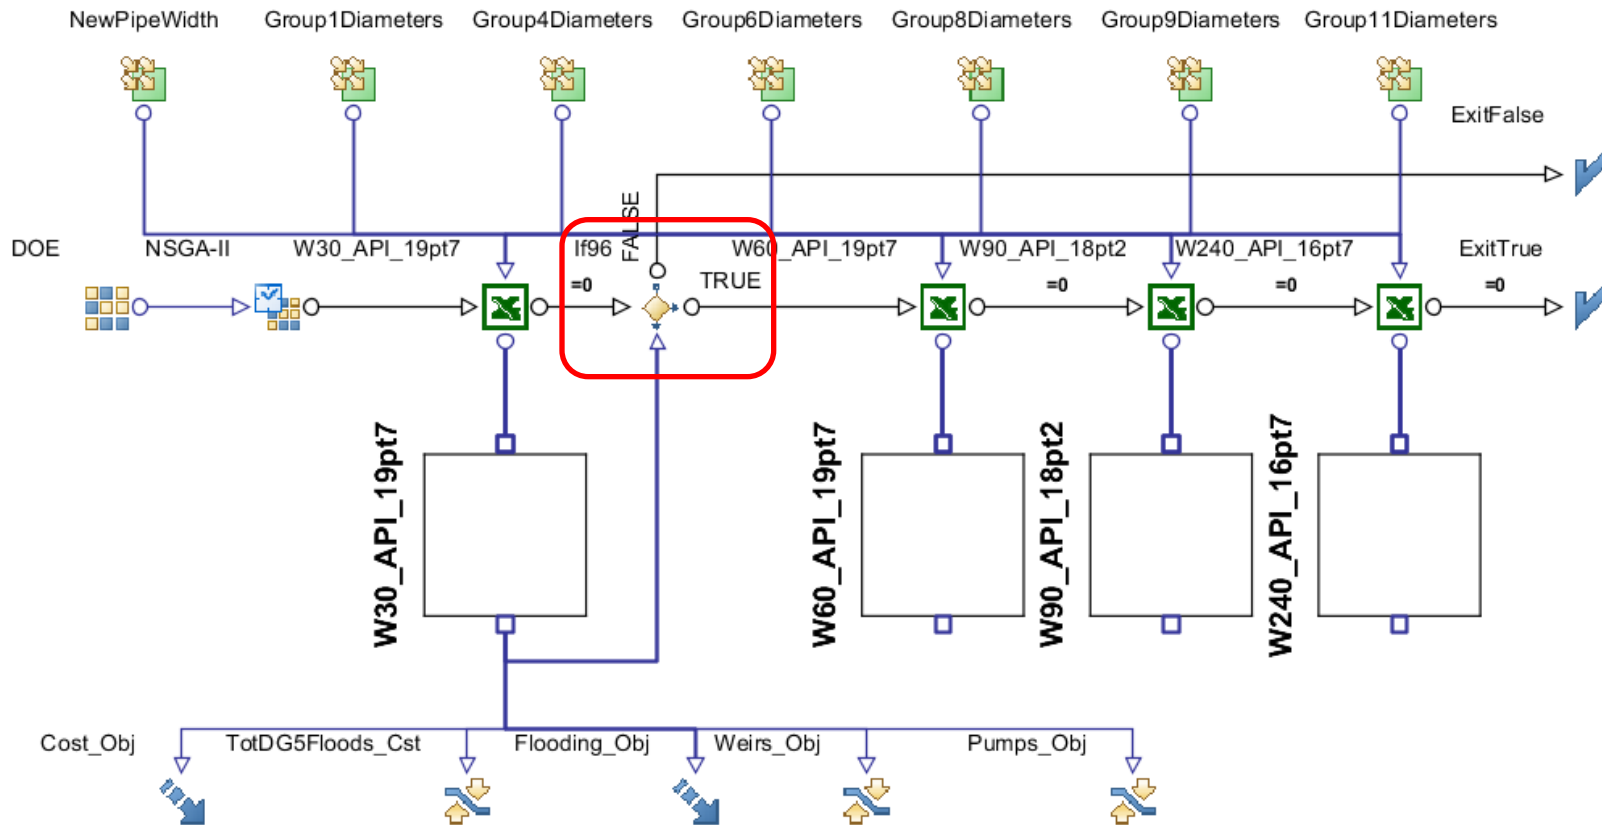 NewPipeWidth
Group1Diameters
Group4Diameters
Group6Diameters
Group8Diameters
Group9Diameters
Group11Diameters
ExitFalse
FALSE
DOE
NSGA-II
W30_API_19pt7
If96
W60_API_19pt7
W90_API_18pt2
W240_API_16pt7
ExitTrue
=0
TRUE
=0
=0
=0
W30_API_19pt7
W60_API_19pt7
W90_API_18pt2
W240_API_16pt7
Cost_Obj
TotDG5Floods_Cst
Flooding_Obj
Weirs_Obj
Pumps_Obj